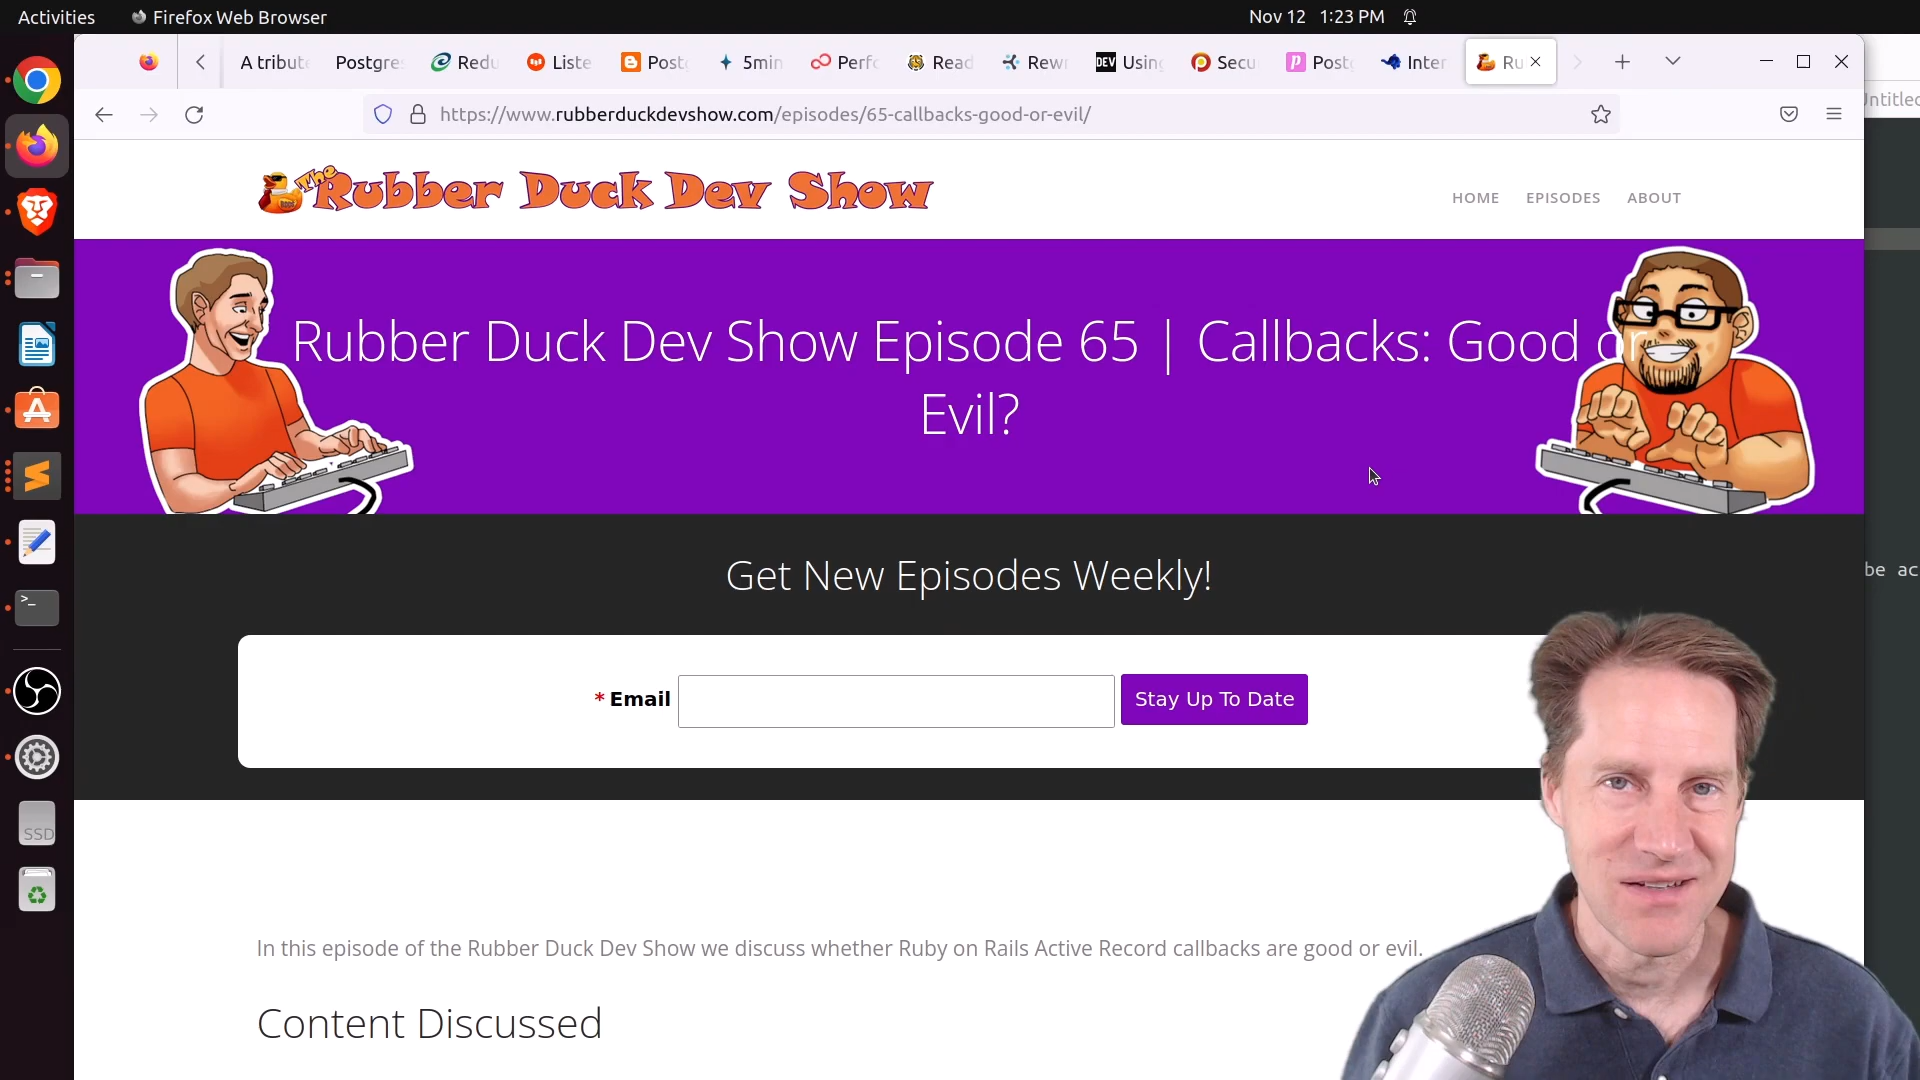 Activities
Firefox Web Browser
Nov 12 1:23 PM
A tribut
Postgre
Redu
Liste
Post
5min
Perf
Read
Rew
DEV Using
Secu
Post
Inter
Ru
https://www.rubberduckdevshow.com/episodes/65-callbacks-good-or-evil/
The Rubber Duck Dev Show
HOME EPISODES ABOUT
Rubber Duck Dev Show Episode 65 | Callbacks: Good or
Evil?
Get New Episodes Weekly!
be ac
* Email
Stay Up To Date
SSD
In this episode of the Rubber Duck Dev Show we discuss whether Ruby on Rails Active Record callbacks are good or evil.
Content Discussed